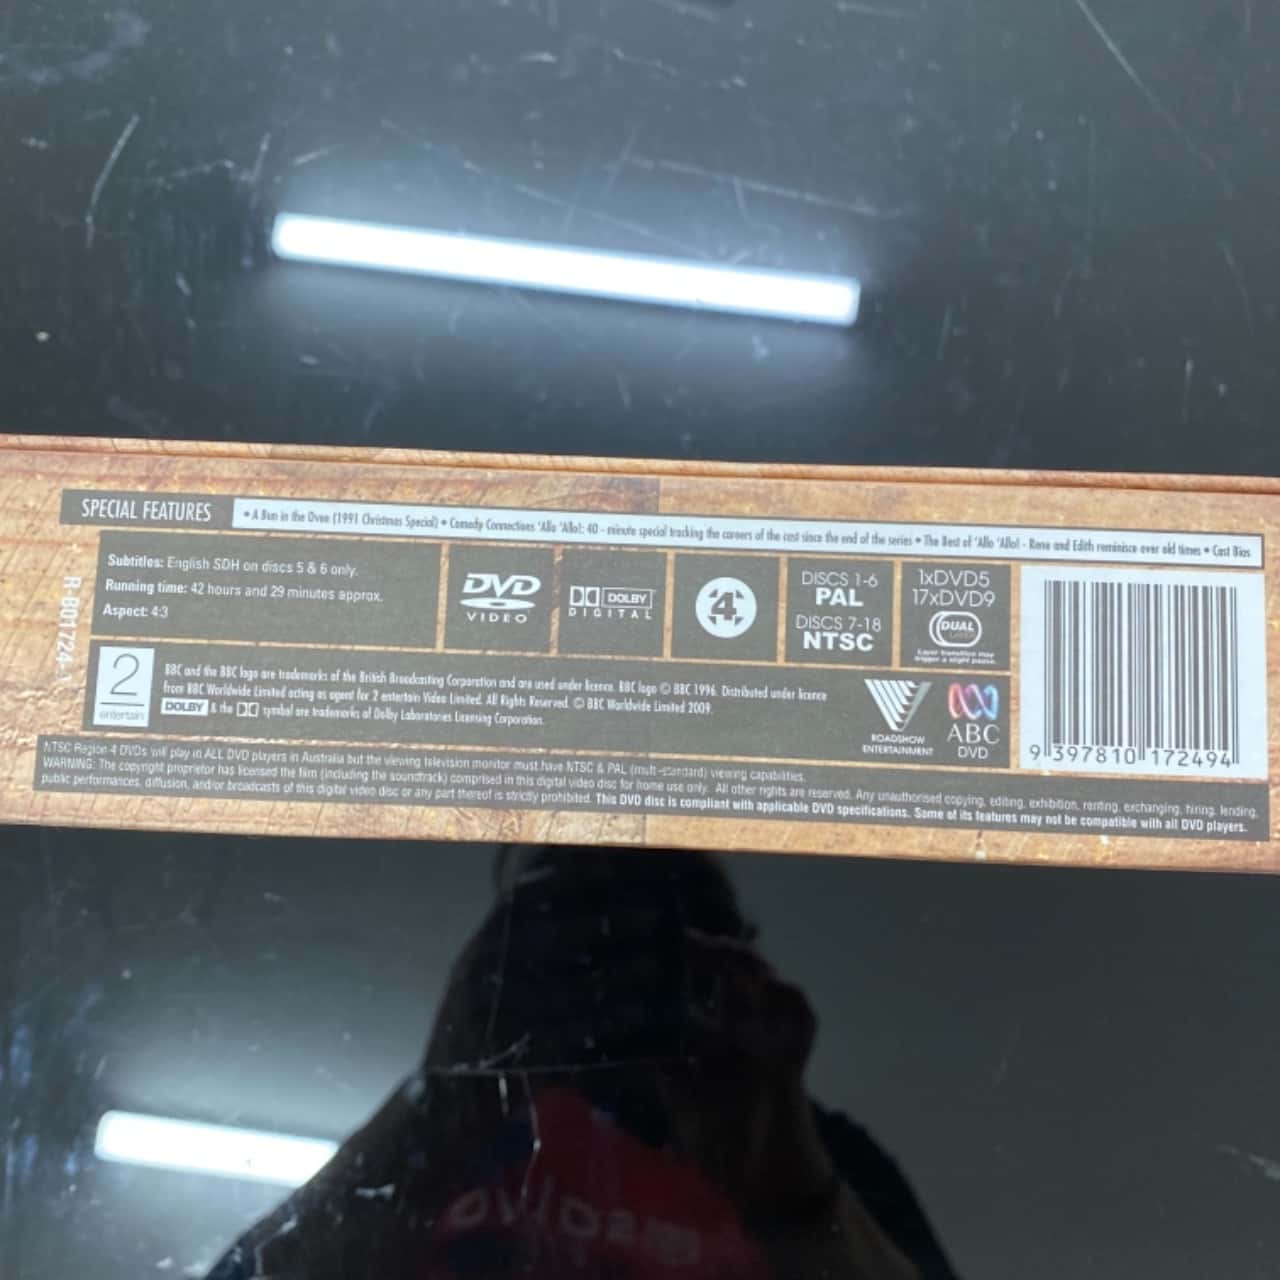 SPECIAL FEATURES
• A Bun in the Oven (1991 Christmas Special) • Comedy Connections 'Allo 'Allo!: 40 - minute special tracking the careers of the cast since the end of the series • The Best of 'Allo 'Allo! - Rene and Edith reminisce over old times • Cast Bios
Subtitles: English SDH on discs 5 & 6 only.
Running time: 42 hours and 29 minutes approx.
Aspect: 4:3
DVD
VIDEO
DOLBY
DIGITAL
4
DISCS 1-6
PAL
DISCS 7-18
NTSC
1xDVD5
17xDVD9
DUAL
Layer transition may
trigger a slight pause.
R-801724-
2
entertain
BBC and the BBC logo are trademarks of the British Broadcasting Corporation and are used under licence. BBC logo © BBC 1996. Distributed under licence
from BBC Worldwide Limited acting as agent for 2 entertain Video Limited. All Rights Reserved. © BBC Worldwide Limited 2009.
DOLBY & the symbol are trademarks of Dolby Laboratories Licensing Corporation.
ROADSHOW
ENTERTAINMENT
ABC
DVD
9 397810 172494
NTSC Region 4 DVDs will play in ALL DVD players in Australia but the viewing television monitor must have NTSC & PAL (multi-standard) viewing capabilities.
WARNING: The copyright proprietor has licensed the film (including the soundtrack) comprised in this digital video disc for home use only. All other rights are reserved. Any unauthorised copying, editing, exhibition, renting, exchanging, hiring, lending,
public performances, diffusion, and/or broadcasts of this digital video disc or any part thereof is strictly prohibited. This DVD disc is compliant with applicable DVD specifications. Some of its features may not be compatible with all DVD players.